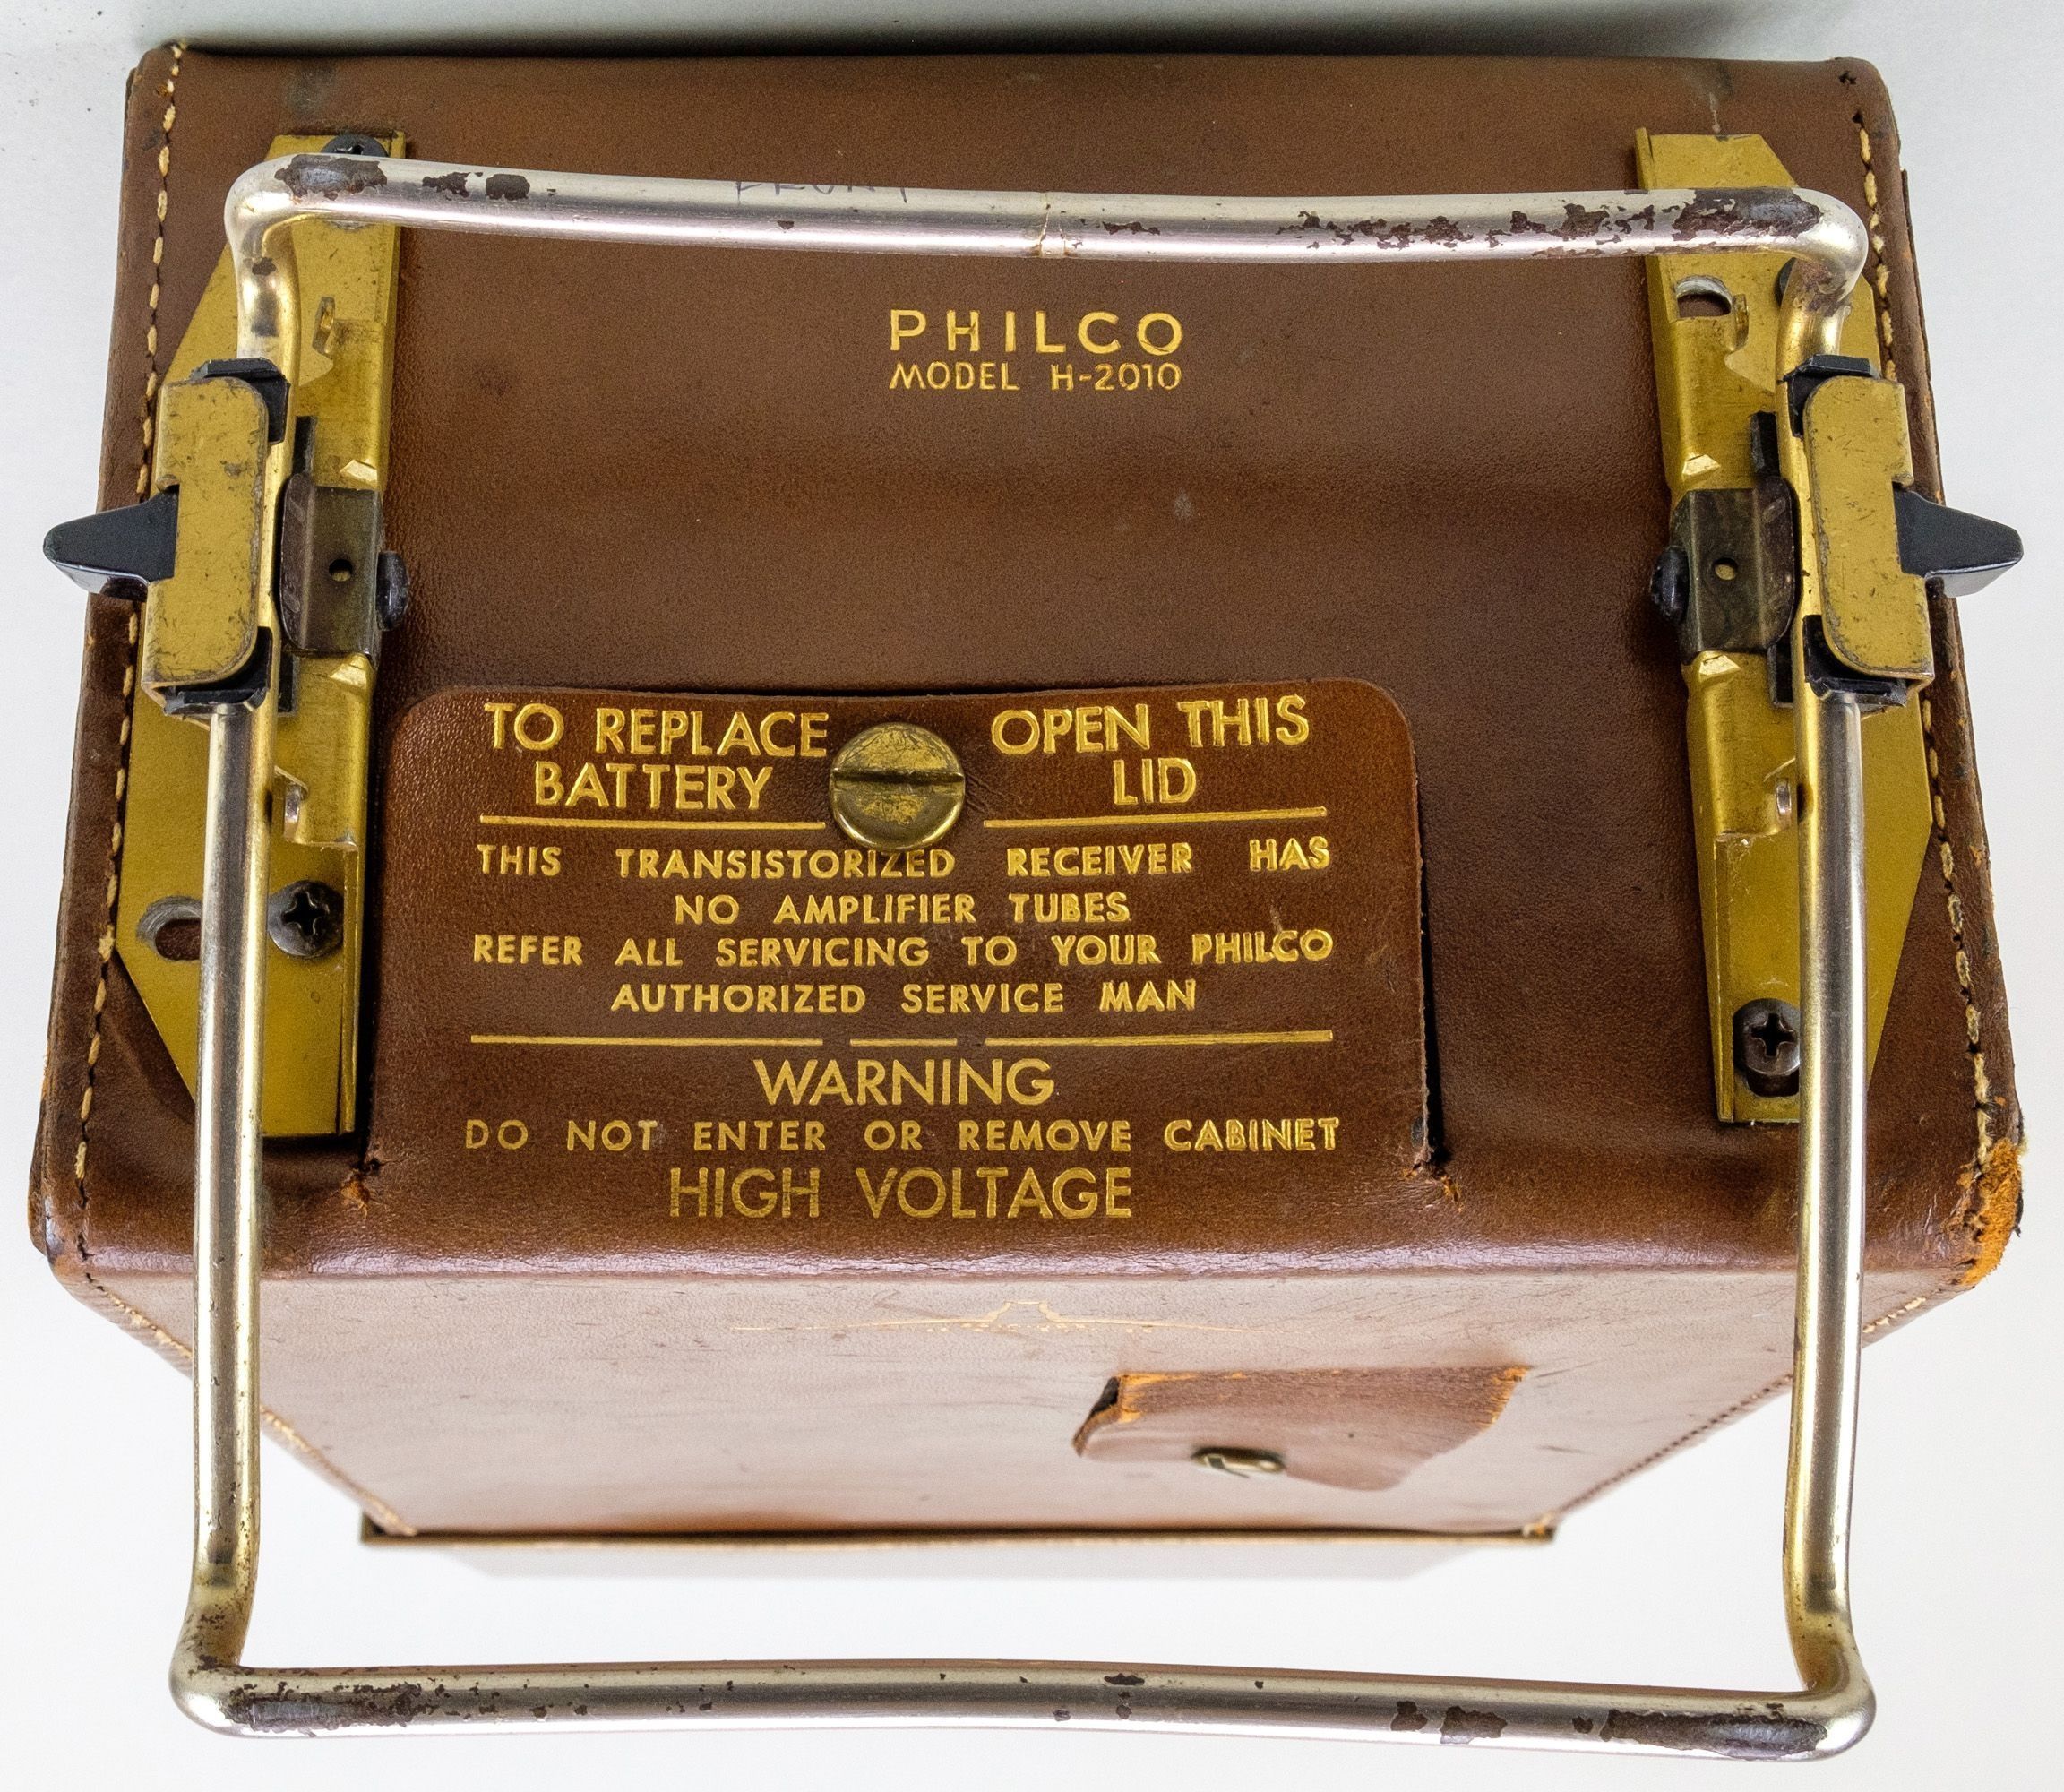 FRONT
PHILCO
MODEL H-2010
TO REPLACE OPEN THIS
BATTERY LID
THIS TRANSISTORIZED RECEIVER HAS
NO AMPLIFIER TUBES
REFER ALL SERVICING TO YOUR PHILCO
AUTHORIZED SERVICE MAN
WARNING
DO NOT ENTER OR REMOVE CABINET
HIGH VOLTAGE